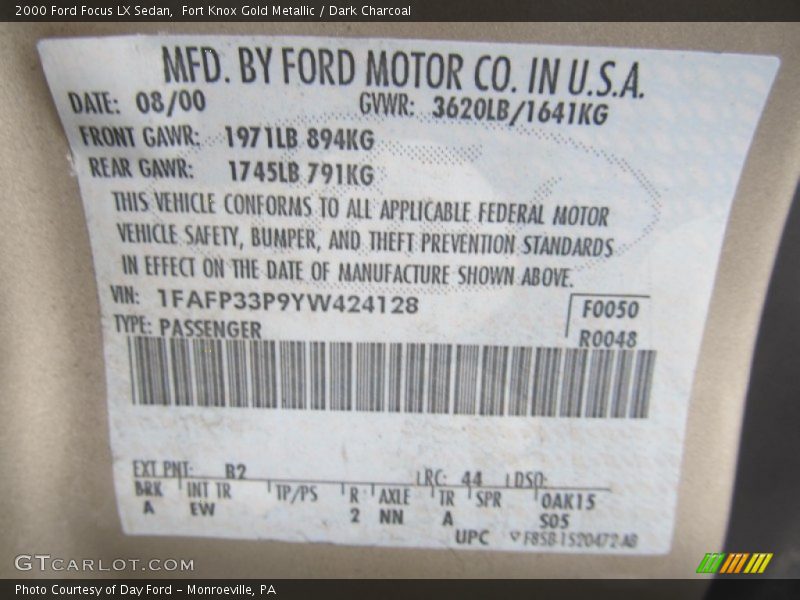 2000 Ford Focus LX Sedan,  Fort Knox Gold Metallic / Dark Charcoal
MFD. BY FORD MOTOR CO. IN U.S.A.
DATE: 08/00 GVWR: 3620LB/1641KG
FRONT GAWR: 1971LB 894KG
REAR GAWR: 1745LB 791KG
THIS VEHICLE CONFORMS TO ALL APPLICABLE FEDERAL MOTOR
VEHICLE SAFETY, BUMPER, AND THEFT PREVENTION STANDARDS
IN EFFECT ON THE DATE OF MANUFACTURE SHOWN ABOVE.
VIN: 1FAFP33P9YW424128 F0050
TYPE: PASSENGER R0048
EXT PNT: B2 RC: 44 DSO:
BRK INT TR TP/PS R AXLE TR SPR 0AK15
A EW 2 NN A S05
UPC F85B-1520472-AB
GTCARLOT.COM
Photo Courtesy of Day Ford – Monroeville, PA